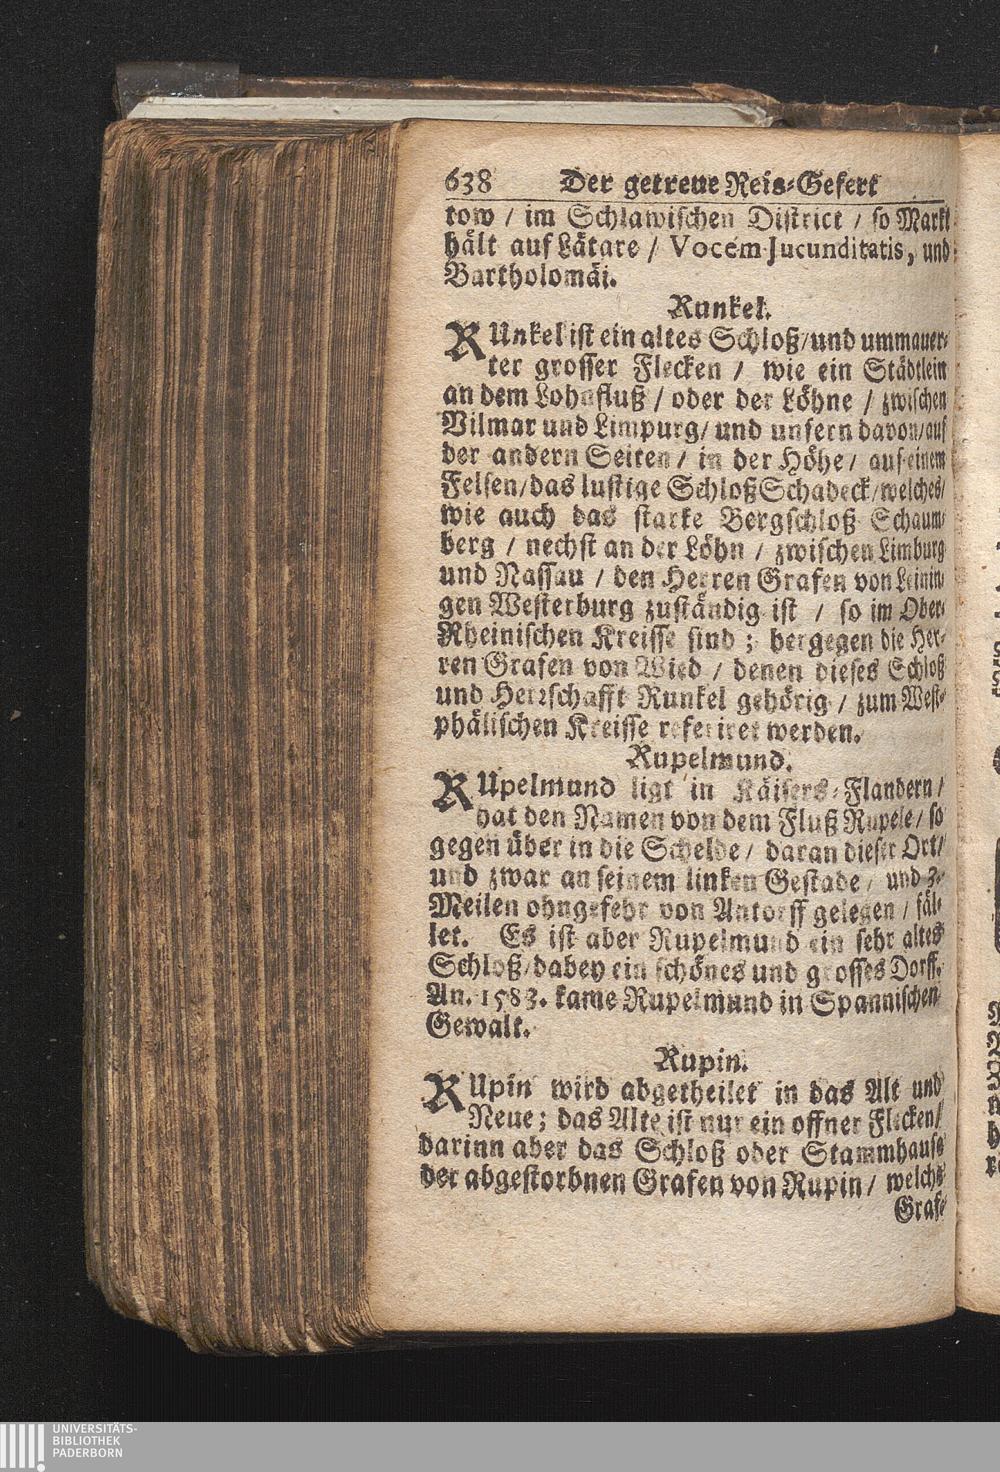 638 Der getreue Reis-Gefert
tow / im Schlawischen District / so Markt
hält auf Lätare / Vocem Jucunditatis, und
Bartholomäi.
Runkel.
RUnkel ist ein altes Schloß / und ummauer-
ter grosser Flecken / wie ein Städtlein
an dem Lohnfluß / oder der Löhne / zwischen
Vilmar und Limpurg / und unfern davon / auf
der andern Seiten / in der Höhe / auf einem
Felsen / das lustige Schloß Schadeck / welches /
wie auch das starke Bergschloß Schaum-
berg / nechst an der Löhn / zwischen Limburg
und Nassau / den Herren Grafen von Leinin-
gen Westerburg zuständig ist / so im Ober-
Rheinischen Kreisse sind ; hergegen die Her-
ren Grafen von Wied / denen dieses Schloß
und Herrschafft Runkel gehörig / zum West-
phälischen Kreisse referiret werden.
Rupelmund.
RUpelmund ligt in Käisers-Flandern /
hat den Namen von dem Fluß Rupele / so
gegen über in die Schelde / daran dieser Ort /
und zwar an seinem linken Gestade / und 3.
Meilen ohngefehr von Antorff gelegen / fäl-
let. Es ist aber Rupelmund ein sehr altes
Schloß / dabey ein schönes und grosses Dorff.
An. 1583. kame Rupelmund in Spannischen
Gewalt.
Rupin.
RUpin wird abgetheilet in das Alt und
Neue ; das Alte ist nur ein offner Flecken /
darinn aber das Schloß oder Stammhause
der abgestorbnen Grafen von Rupin / welche
Graf-
UNIVERSITÄTS-
BIBLIOTHEK
PADERBORN